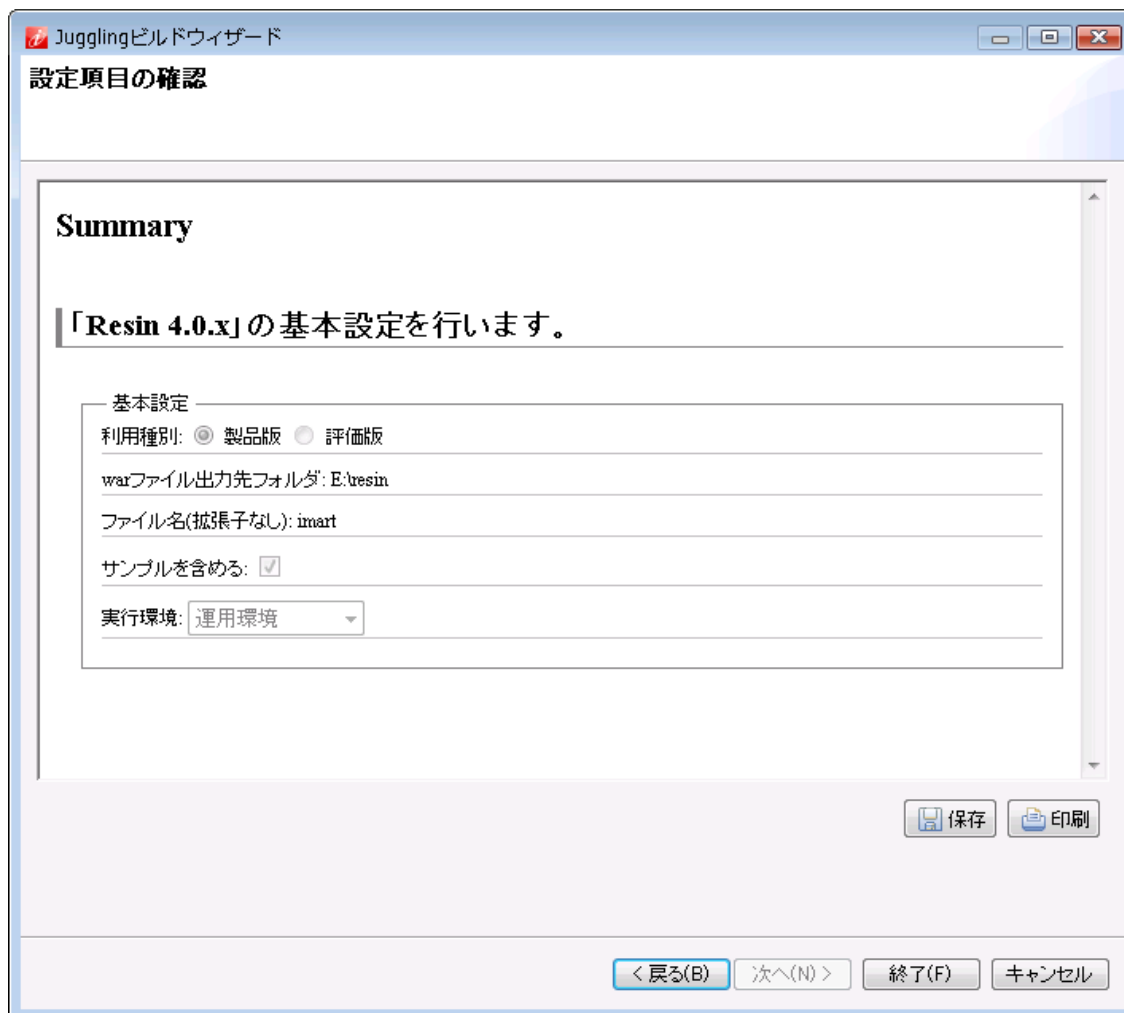 Jugglingビルドウィザード
設定項目の確認
Summary
「Resin 4.0.x」の基本設定を行います。
基本設定
利用種別: 製品版 評価版
warファイル出力先フォルダ: E:\resin
ファイル名(拡張子なし): imart
サンプルを含める:
実行環境: 運用環境
保存 印刷
< 戻る(B) 次へ(N) > 終了(F) キャンセル